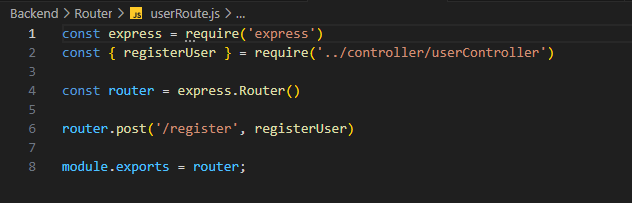 Backend > Router > JS userRoute.js > ...
1 const express = require('express')
2 const { registerUser } = require('../controller/userController')
3
4 const router = express.Router()
5
6 router.post('/register', registerUser)
7
8 module.exports = router;